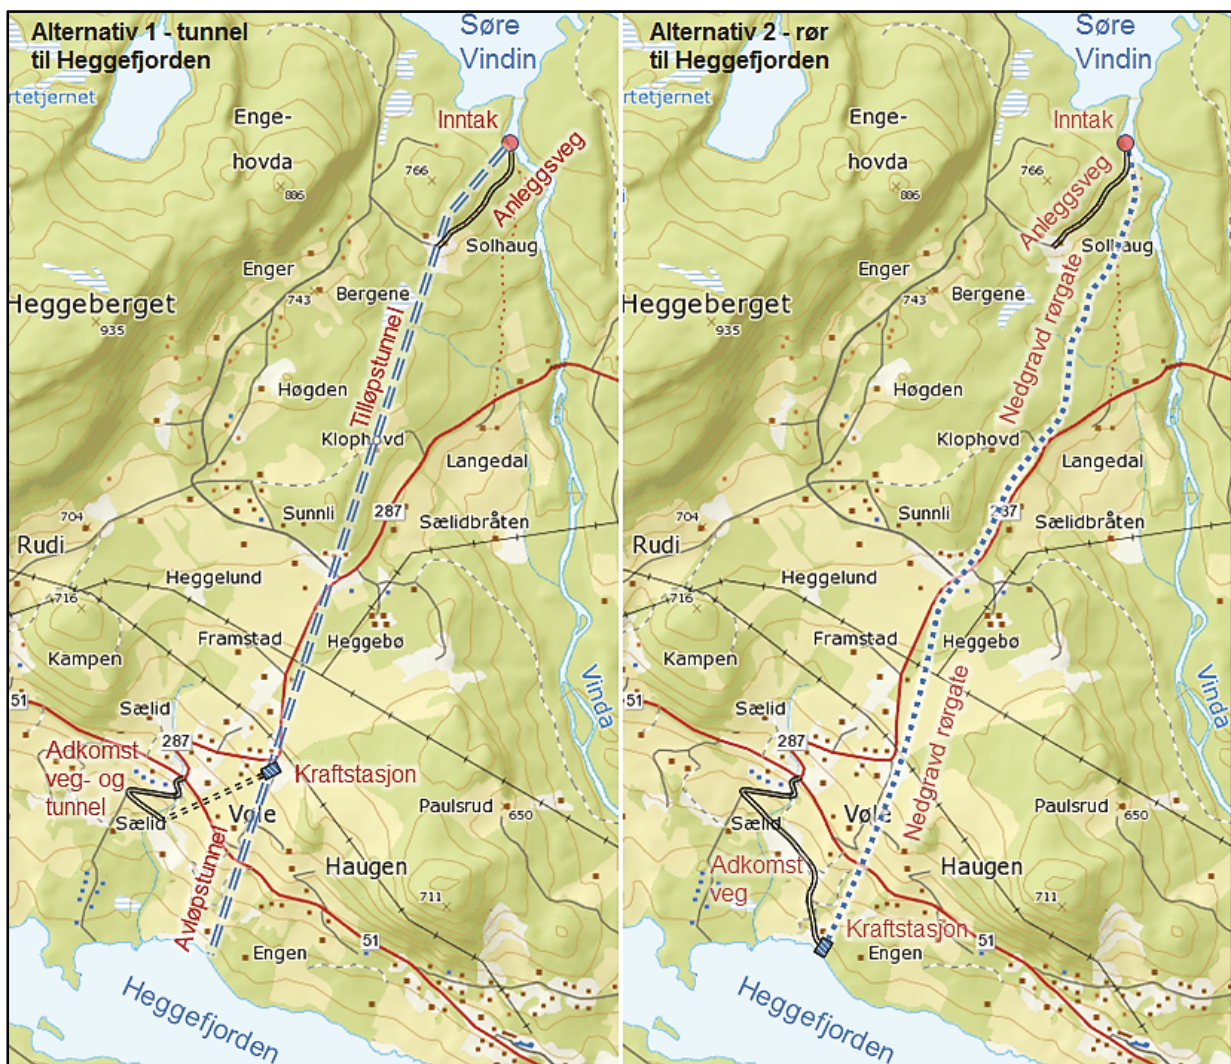 Alternativ 1 - tunnel
til Heggefjorden
Søre
Vindin
rtetjernet
Enge-
hovda
Inntak
766
886
Anleggsveg
Solhaug
Enger
743
Bergene
Heggeberget
935
Tilløpstunnel
Høgden
Klophovd
Langedal
Sunnli
287
Sælidbråten
704
Rudi
Heggelund
716
Framstad
Heggebø
Kampen
51
Sælid
Vinda
287
Adkomst
veg- og
tunnel
Kraftstasjon
Sælid
Vøle
Paulsrud
650
Avløpstunnel
Haugen
711
Engen
51
Heggefjorden
Alternativ 2 - rør
til Heggefjorden
Søre
Vindin
rtetjernet
Enge-
hovda
Inntak
766
886
Anleggsveg
Solhaug
Enger
743
Bergene
Heggeberget
935
Nedgravd rørgate
Høgden
Klophovd
Langedal
Sunnli
287
Sælidbråten
704
Rudi
Heggelund
716
Framstad
Heggebø
Kampen
51
Sælid
Vinda
287
Nedgravd rørgate
Sælid
Vøle
Paulsrud
650
Adkomst
veg
Haugen
711
Kraftstasjon
Engen
51
Heggefjorden